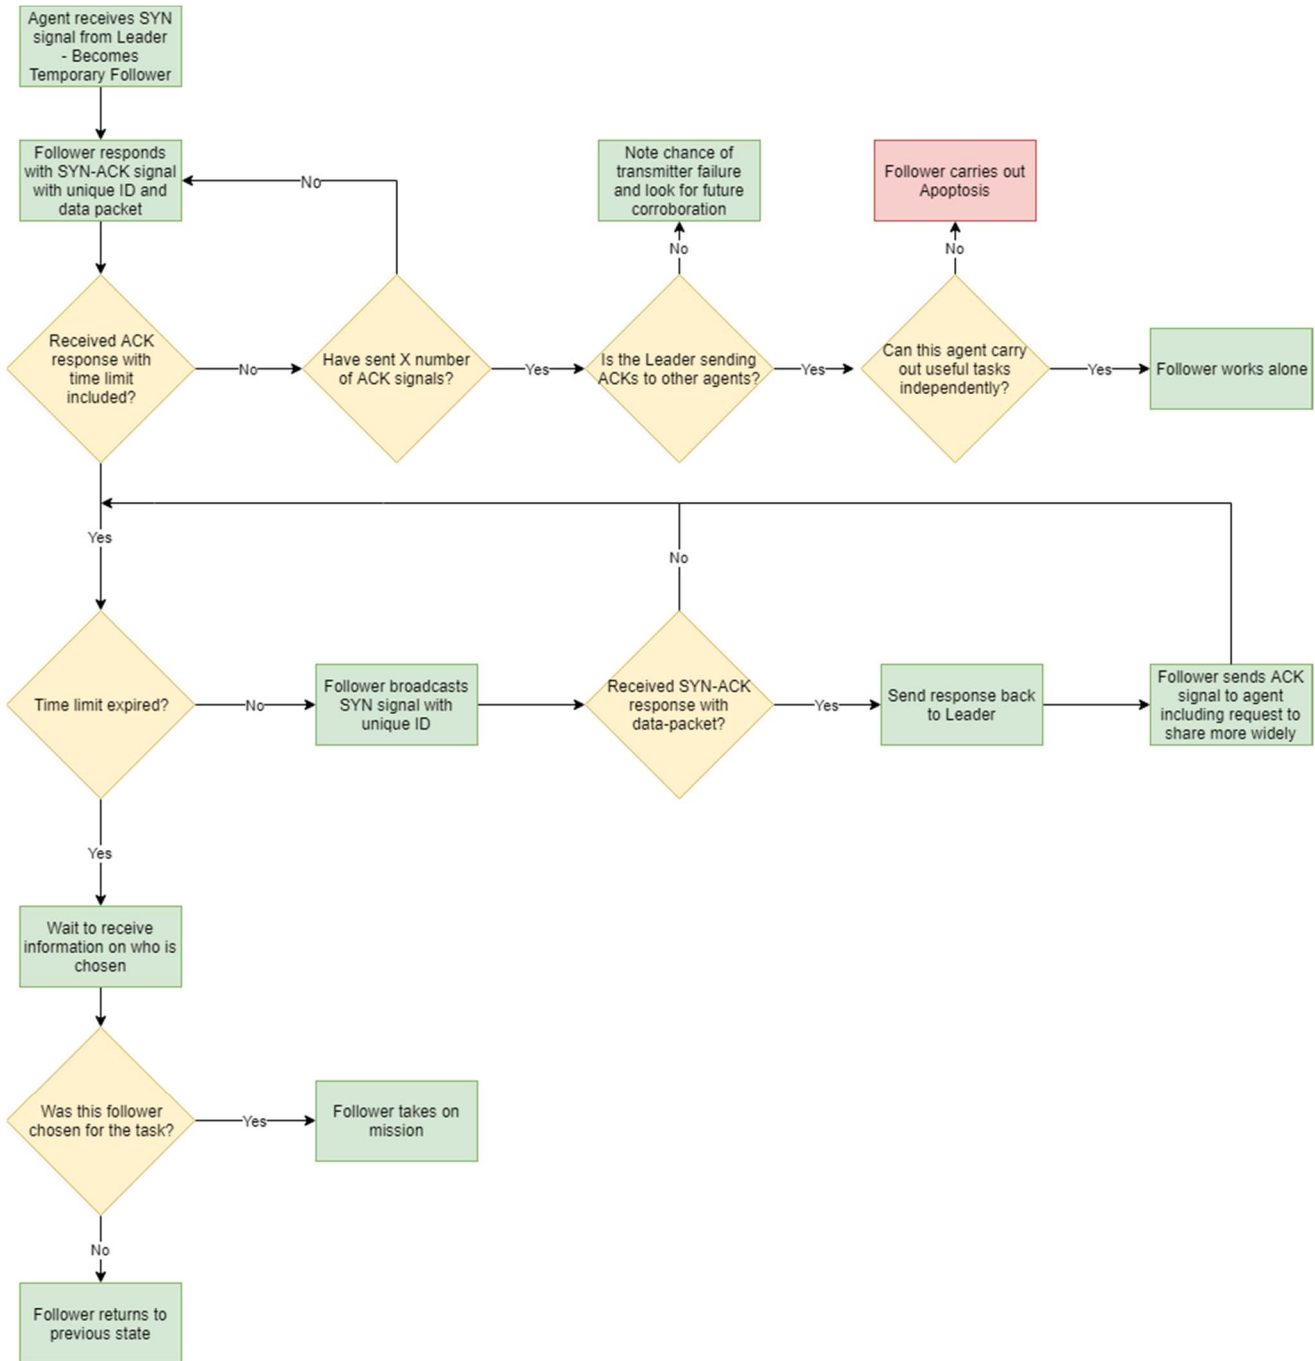 Agent receives SYN
signal from Leader
- Becomes
Temporary Follower
Follower responds
with SYN-ACK signal
with unique ID and
data packet
No
Note chance of
transmitter failure
and look for future
corroboration
Follower carries out
Apoptosis
No
No
Received ACK
response with
time limit
included?
No
Have sent X number
of ACK signals?
Yes
Is the Leader sending
ACKs to other agents?
Yes
Can this agent carry
out useful tasks
independently?
Yes
Follower works alone
Yes
No
Time limit expired?
No
Follower broadcasts
SYN signal with
unique ID
Received SYN-ACK
response with
data-packet?
Yes
Send response back
to Leader
Follower sends ACK
signal to agent
including request to
share more widely
Yes
Wait to receive
information on who is
chosen
Was this follower
chosen for the task?
Yes
Follower takes on
mission
No
Follower returns to
previous state